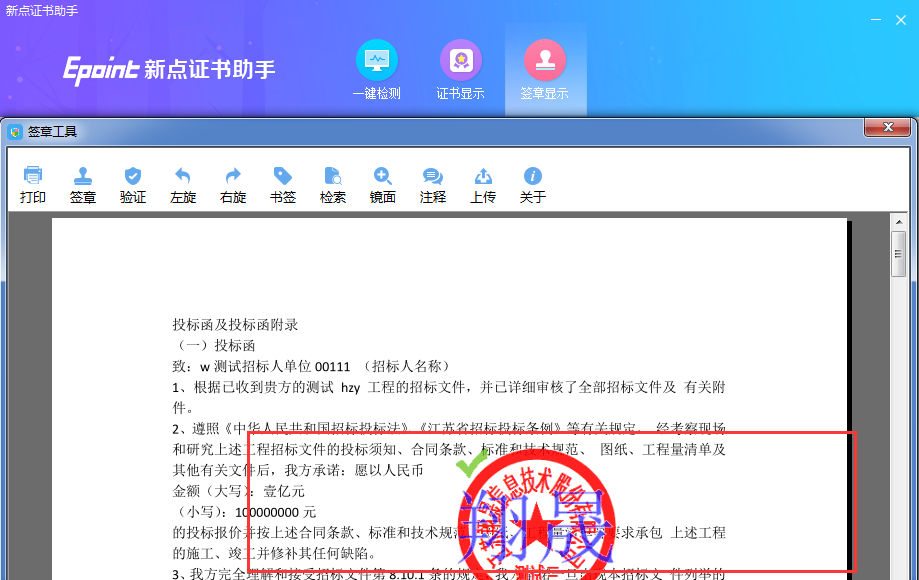 新点证书助手
Epoint 新点证书助手
一键检测
证书显示
签章显示
签章工具
打印
签章
验证
左旋
右旋
书签
检索
镜面
注释
上传
关于
投标函及投标函附录
（一）投标函
致：w 测试招标人单位 00111 （招标人名称）
1、根据已收到贵方的测试 hzy 工程的招标文件，并已详细审核了全部招标文件及 有关附
件。
2、遵照《中华人民共和国招标投标法》《江苏省招标投标条例》等有关规定、 经考察现场
和研究上述工程招标文件的投标须知、合同条款、标准和技术规范、 图纸、工程量清单及
其他有关文件后，我方承诺：愿以人民币
金额（大写）：壹亿元
（小写）：100000000 元
的投标报价并按上述合同条款、标准和技术规范 要求承包 上述工程
的施工、竣工并修补其任何缺陷。
3、我方完全理解和接受招标文件第 8.10.1 条的规定
信息技术股份
翔晟
测试